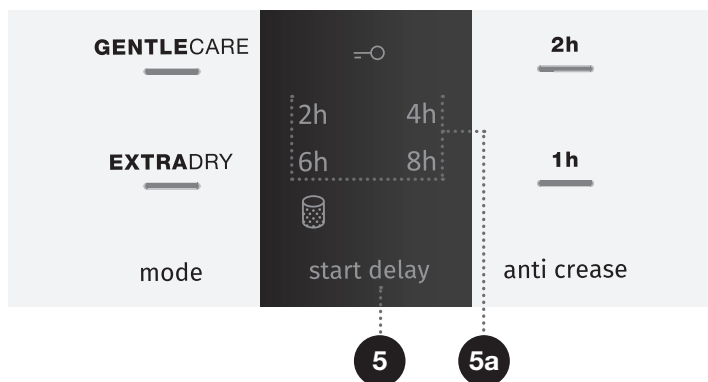 GENTLECARE
2h
2h 4h
EXTRADRY
6h 8h
1h
mode
start delay
anti crease
5
5a